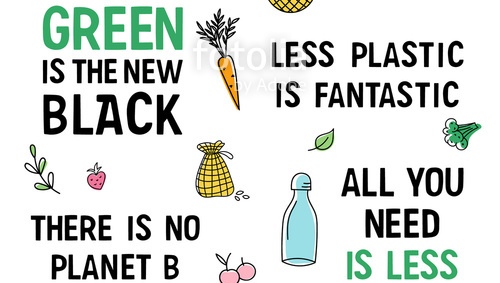 GREEN
IS THE NEW
BLACK
fotolia
by Adobe
LESS PLASTIC
IS FANTASTIC
ALL YOU
NEED
IS LESS
THERE IS NO
PLANET B